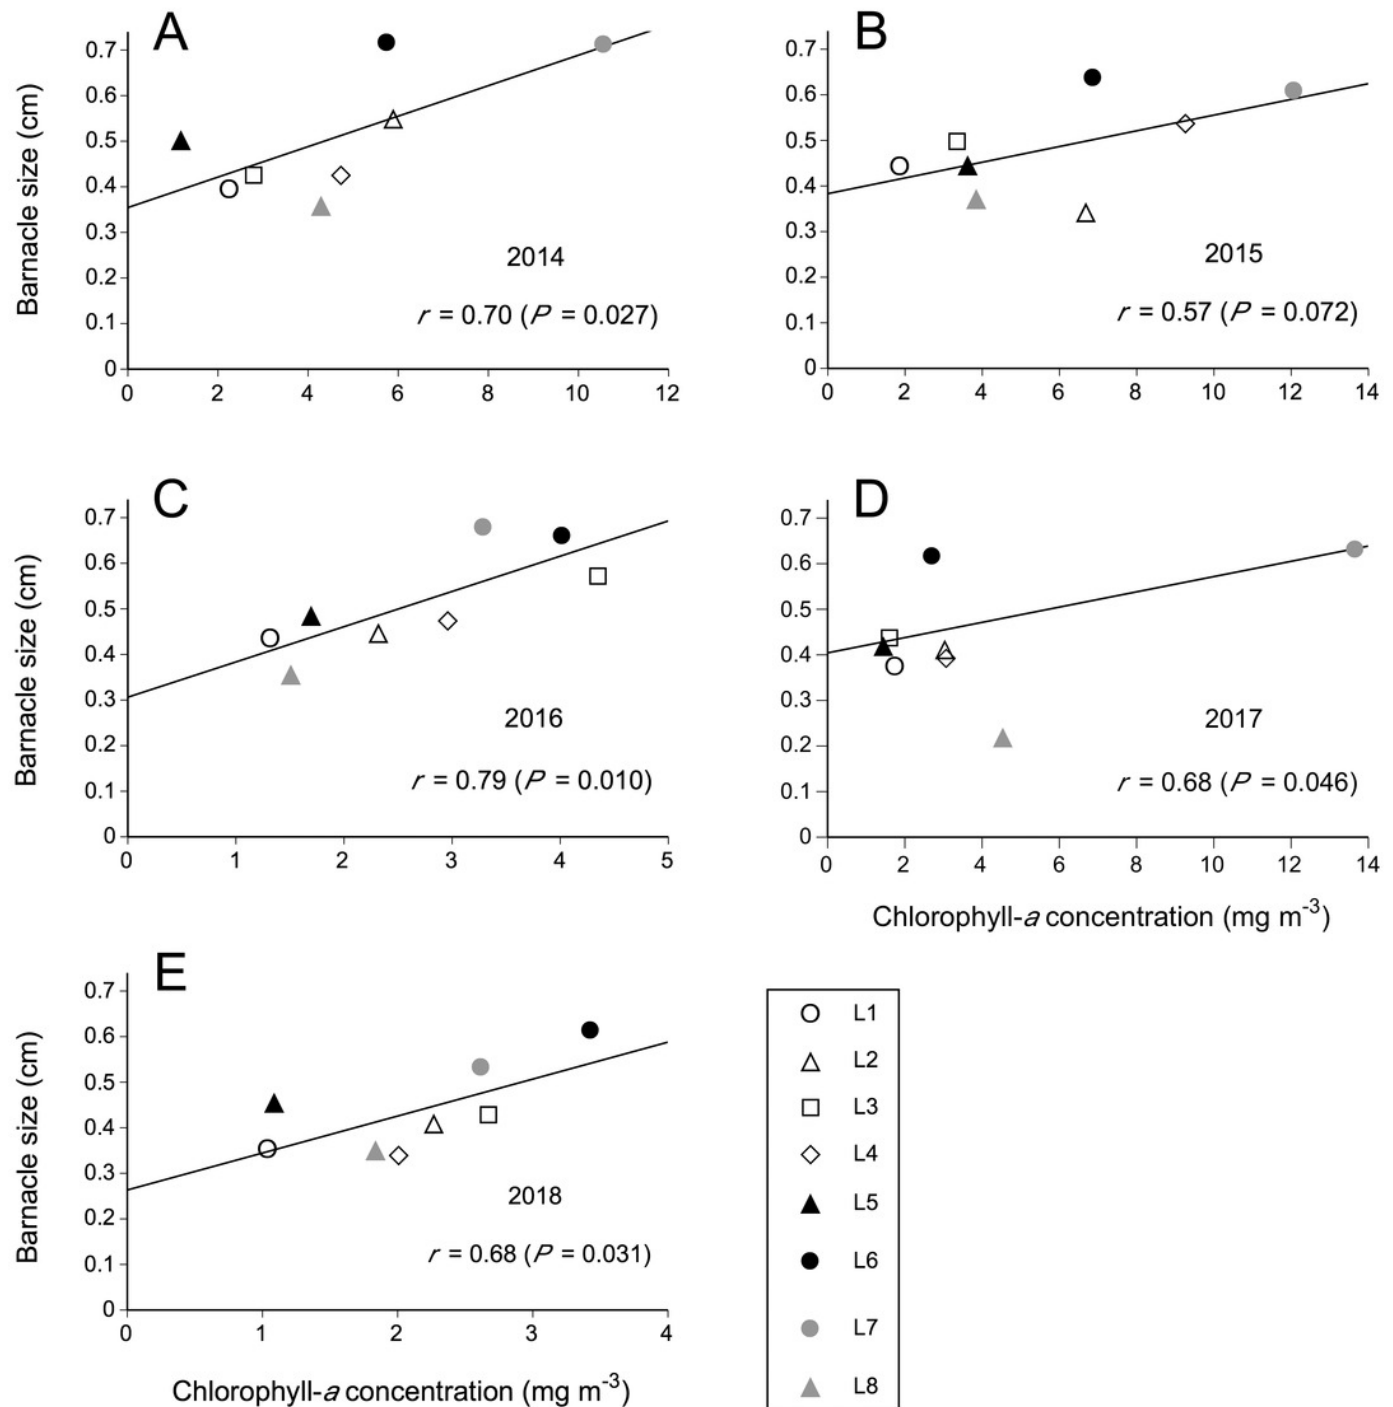 A
Barnacle size (cm)
0.7
0.6
0.5
0.4
0.3
0.2
0.1
0
0 2 4 6 8 10 12
2014
r = 0.70 (P = 0.027)
B
0.7
0.6
0.5
0.4
0.3
0.2
0.1
0
0 2 4 6 8 10 12 14
2015
r = 0.57 (P = 0.072)
C
Barnacle size (cm)
0.7
0.6
0.5
0.4
0.3
0.2
0.1
0
0 1 2 3 4 5
2016
r = 0.79 (P = 0.010)
D
0.7
0.6
0.5
0.4
0.3
0.2
0.1
0
0 2 4 6 8 10 12 14
2017
r = 0.68 (P = 0.046)
Chlorophyll-a concentration (mg m⁻³)
E
Barnacle size (cm)
0.7
0.6
0.5
0.4
0.3
0.2
0.1
0
0 1 2 3 4
2018
r = 0.68 (P = 0.031)
Chlorophyll-a concentration (mg m⁻³)
L1
L2
L3
L4
L5
L6
L7
L8